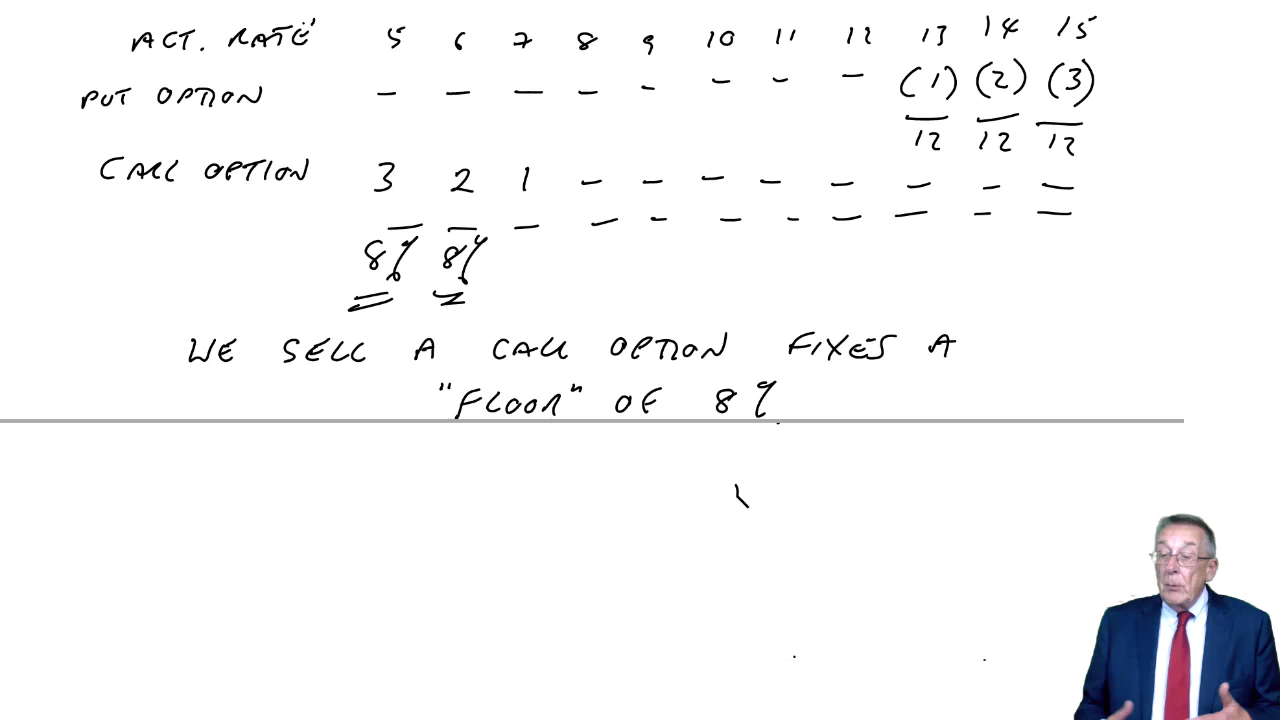 ACT. RATE 5 6 7 8 9 10 11 12 13 14 15
PUT OPTION - - - - - - - - (1) (2) (3)
12 12 12
CALL OPTION 3 2 1 - - - - - - - -
8% 8%
WE SELL A CALL OPTION FIXES A
"FLOOR" OF 8%